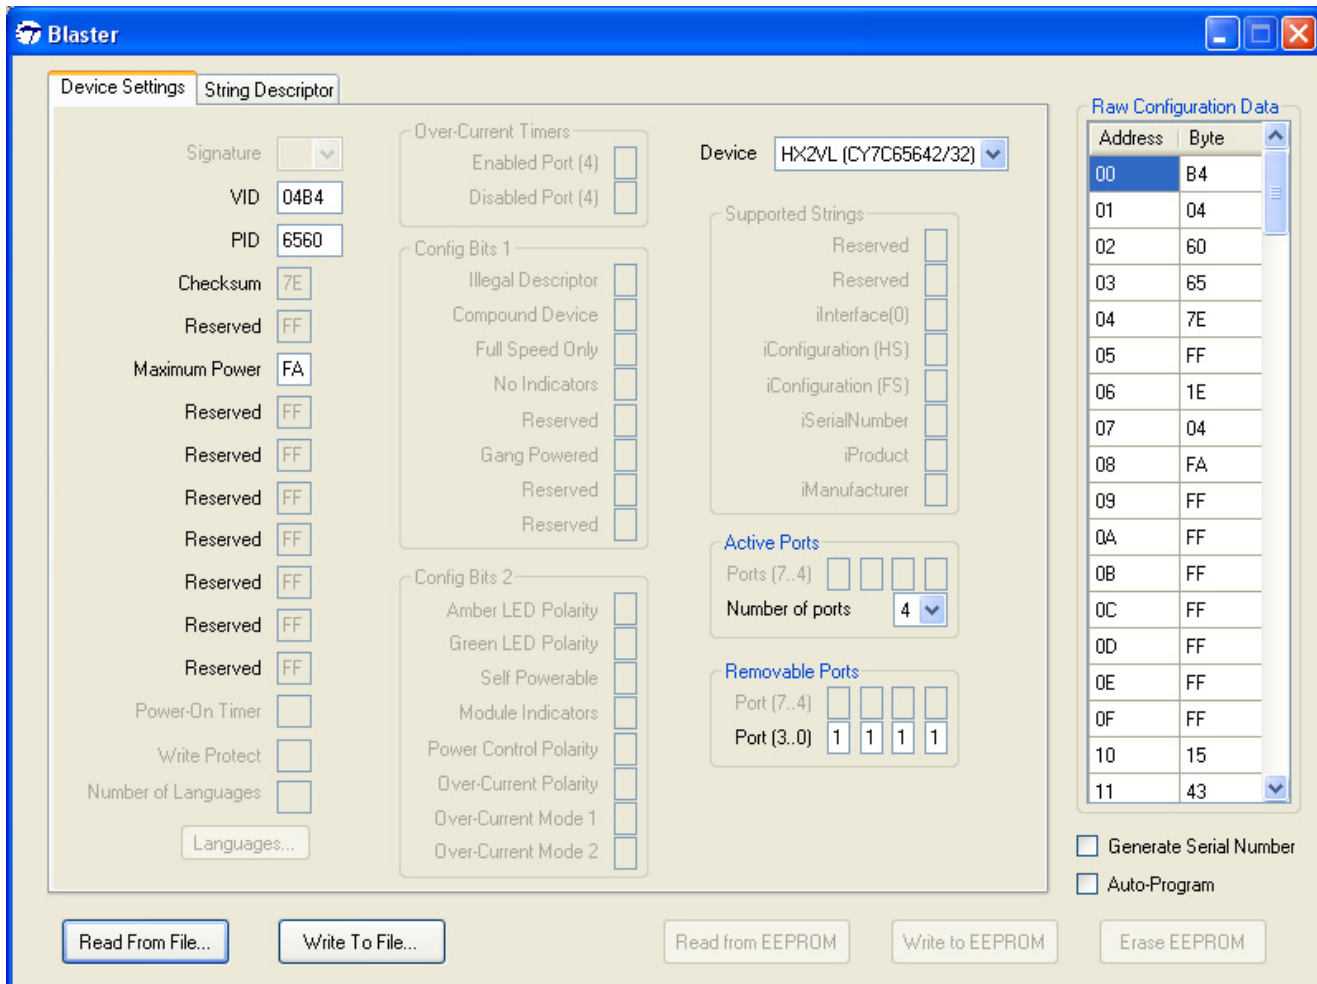 Blaster
Device Settings
String Descriptor
Signature
VID 04B4
PID 6560
Checksum 7E
Reserved FF
Maximum Power FA
Reserved FF
Reserved FF
Reserved FF
Reserved FF
Reserved FF
Reserved FF
Reserved FF
Power-On Timer
Write Protect
Number of Languages
Languages...
Over-Current Timers
Enabled Port (4)
Disabled Port (4)
Config Bits 1
Illegal Descriptor
Compound Device
Full Speed Only
No Indicators
Reserved
Gang Powered
Reserved
Reserved
Config Bits 2
Amber LED Polarity
Green LED Polarity
Self Powerable
Module Indicators
Power Control Polarity
Over-Current Polarity
Over-Current Mode 1
Over-Current Mode 2
Device HX2VL (CY7C65642/32)
Supported Strings
Reserved
Reserved
iInterface(0)
iConfiguration (HS)
iConfiguration (FS)
iSerialNumber
iProduct
iManufacturer
Active Ports
Ports (7..4)
Number of ports 4
Removable Ports
Port (7..4)
Port (3..0) 1 1 1 1
Raw Configuration Data
Address Byte
00 B4
01 04
02 60
03 65
04 7E
05 FF
06 1E
07 04
08 FA
09 FF
0A FF
0B FF
0C FF
0D FF
0E FF
0F FF
10 15
11 43
Generate Serial Number
Auto-Program
Read From File...
Write To File...
Read from EEPROM
Write to EEPROM
Erase EEPROM